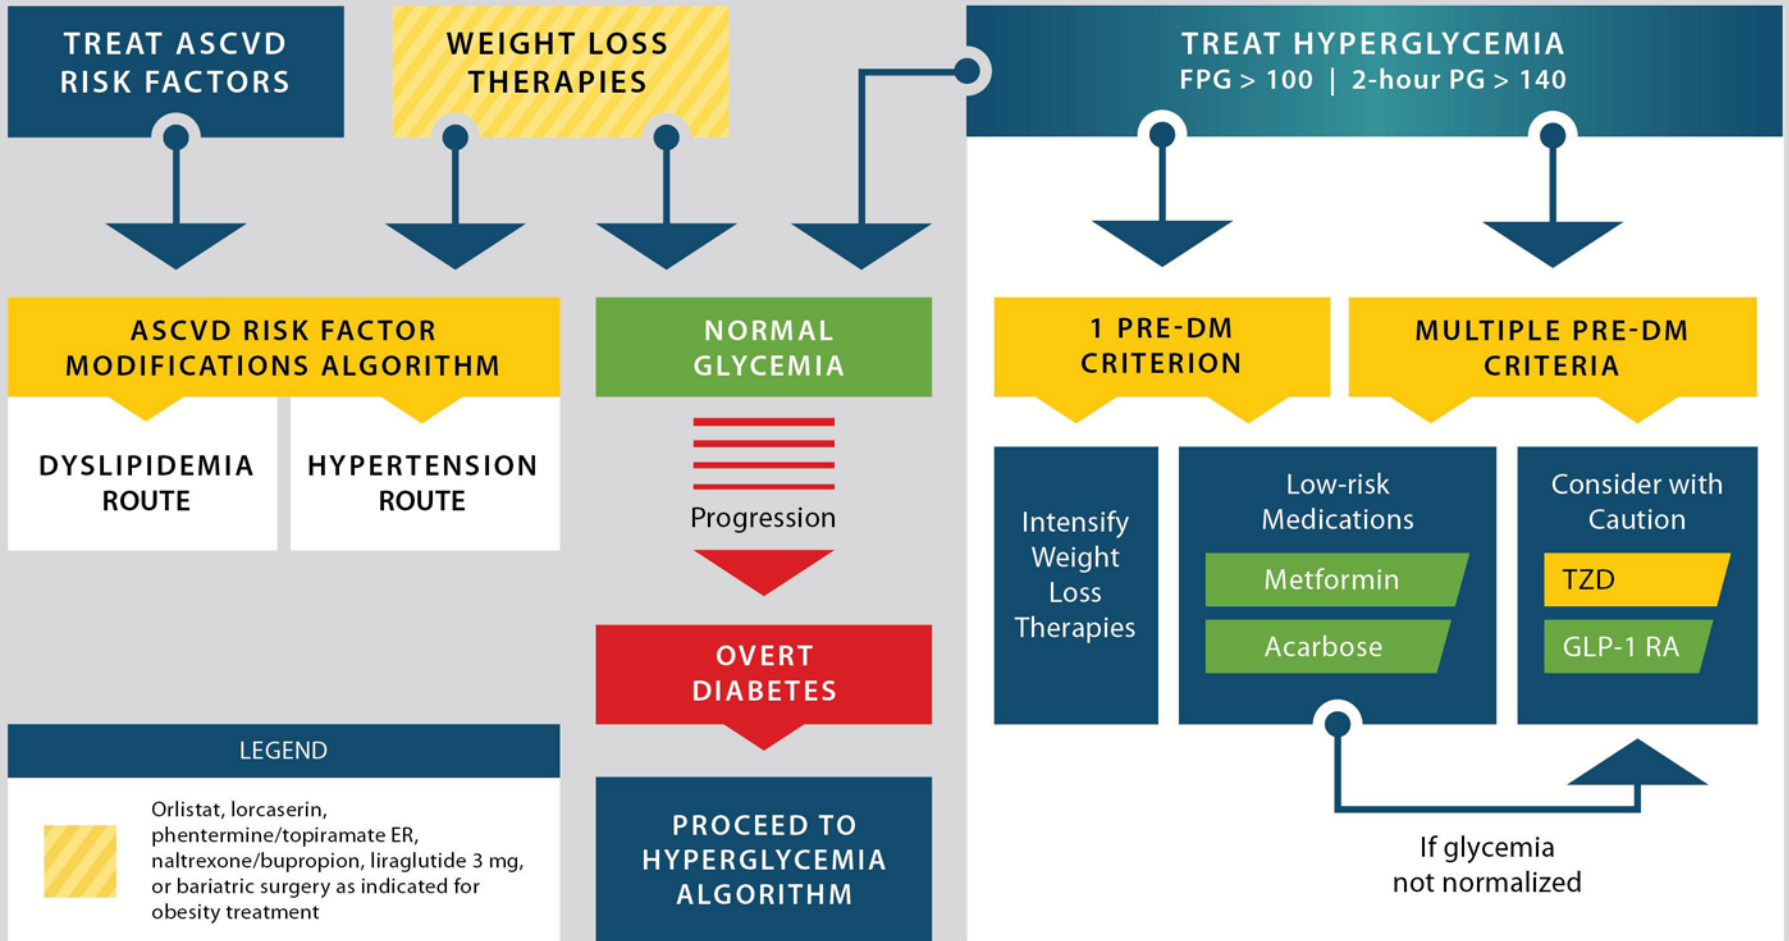 TREAT ASCVD
RISK FACTORS
WEIGHT LOSS
THERAPIES
TREAT HYPERGLYCEMIA
FPG > 100 | 2-hour PG > 140
ASCVD RISK FACTOR
MODIFICATIONS ALGORITHM
DYSLIPIDEMIA
ROUTE
HYPERTENSION
ROUTE
NORMAL
GLYCEMIA
Progression
OVERT
DIABETES
PROCEED TO
HYPERGLYCEMIA
ALGORITHM
1 PRE-DM
CRITERION
MULTIPLE PRE-DM
CRITERIA
Intensify
Weight
Loss
Therapies
Low-risk
Medications
Metformin
Acarbose
Consider with
Caution
TZD
GLP-1 RA
If glycemia
not normalized
LEGEND
Orlistat, lorcaserin,
phentermine/topiramate ER,
naltrexone/bupropion, liraglutide 3 mg,
or bariatric surgery as indicated for
obesity treatment